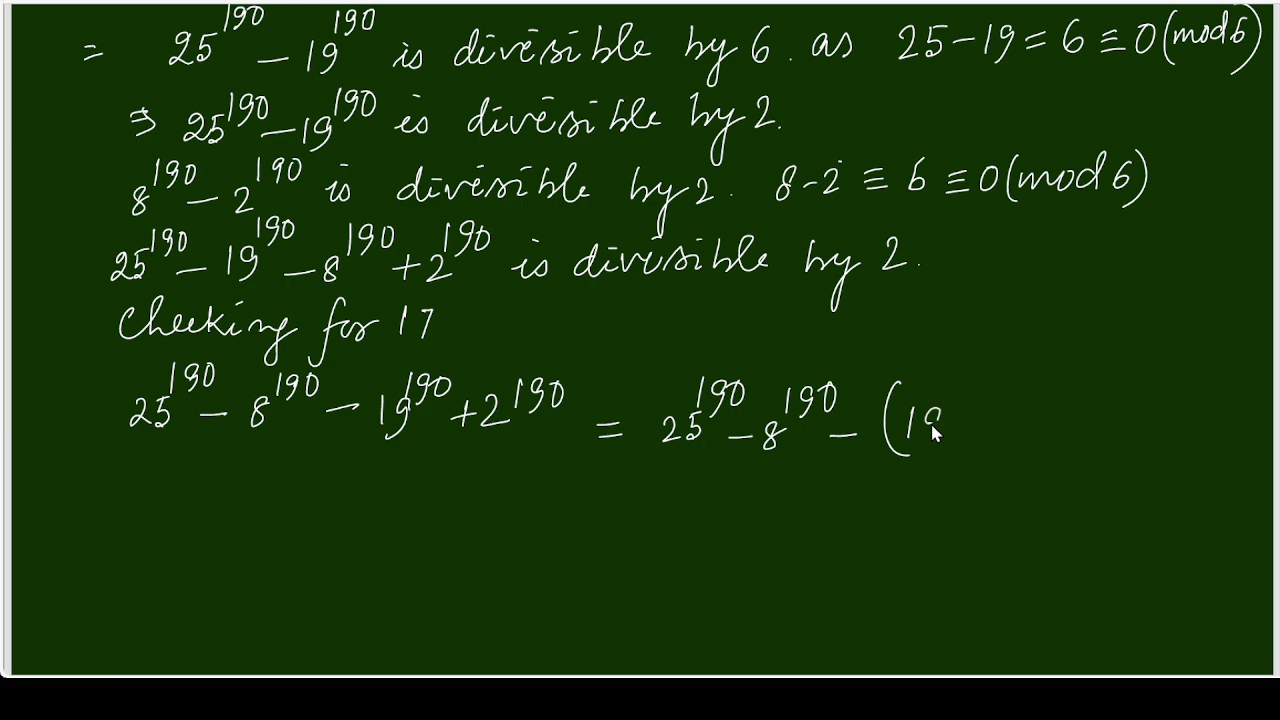 = 25^190 - 19^190 is divisible by 6. as 25 - 19 = 6 ≡ 0 (mod 6)
⇒ 25^190 - 19^190 is divisible by 2.
8^190 - 2^190 is divisible by 2. 8 - 2 ≡ 6 ≡ 0 (mod 6)
25^190 - 19^190 - 8^190 + 2^190 is divisible by 2.
Checking for 17
25^190 - 8^190 - 19^190 + 2^190 = 25^190 - 8^190 - (19